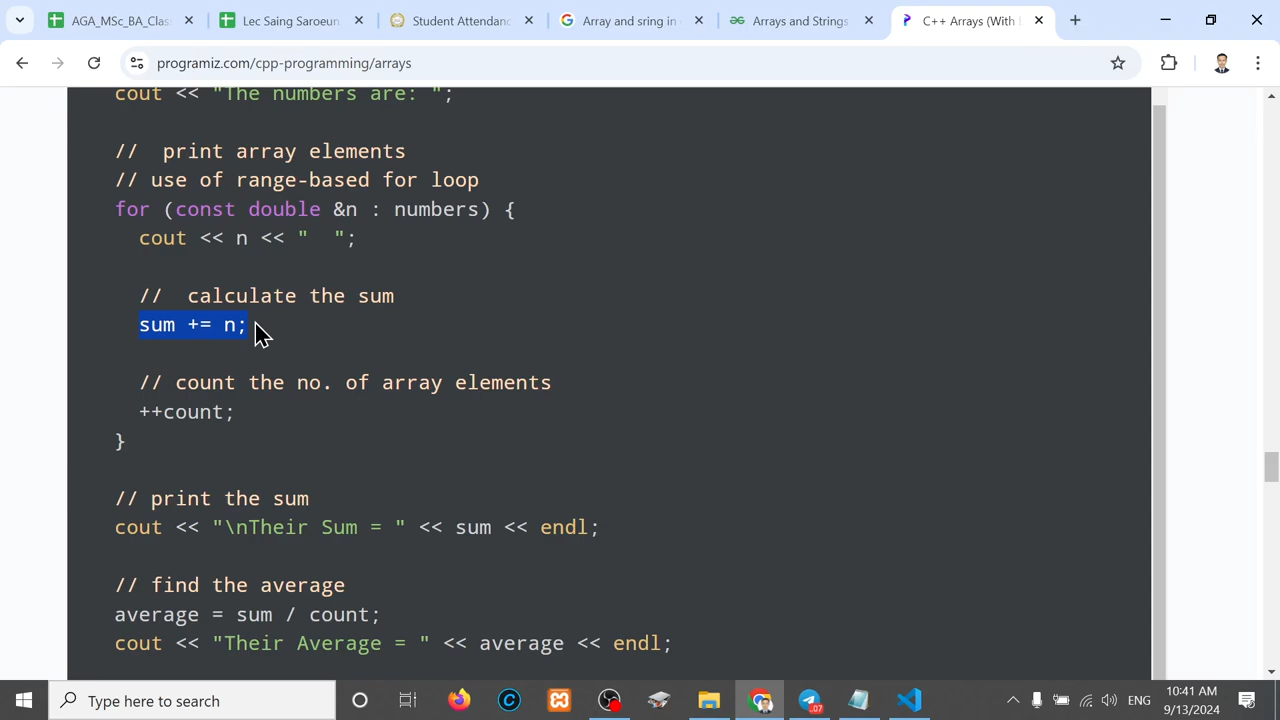 AGA_MSc_BA_Clas
Lec Saing Saroeun
Student Attendanc
Array and sring in
Arrays and Strings
C++ Arrays (With
programiz.com/cpp-programming/arrays
cout << "The numbers are: ";
//  print array elements
// use of range-based for loop
for (const double &n : numbers) {
cout << n << "  ";
//  calculate the sum
sum += n;
// count the no. of array elements
++count;
}
// print the sum
cout << "\nTheir Sum = " << sum << endl;
// find the average
average = sum / count;
cout << "Their Average = " << average << endl;
Type here to search
.07
ENG
10:41 AM
9/13/2024